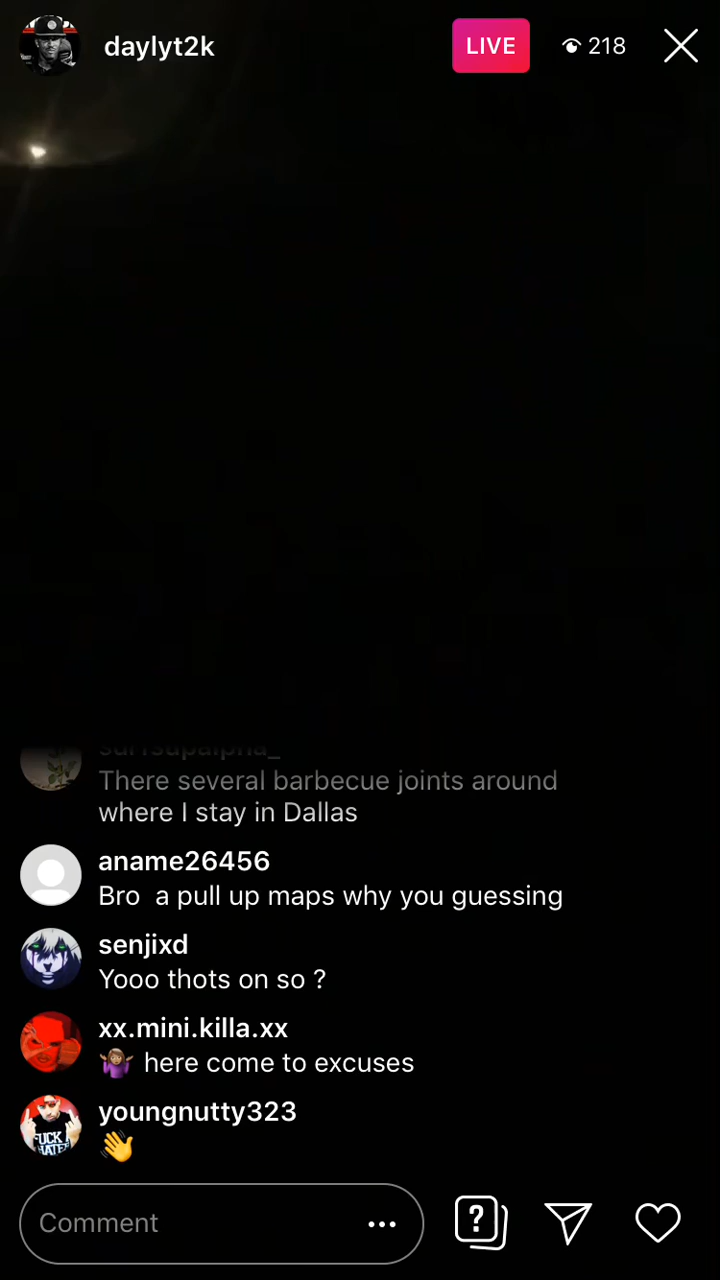 daylyt2k
LIVE
218
surfsupalpha_
There several barbecue joints around
where I stay in Dallas
aname26456
Bro  a pull up maps why you guessing
senjixd
Yooo thots on so ?
xx.mini.killa.xx
🤷🏽‍♀️ here come to excuses
youngnutty323
👋
Comment